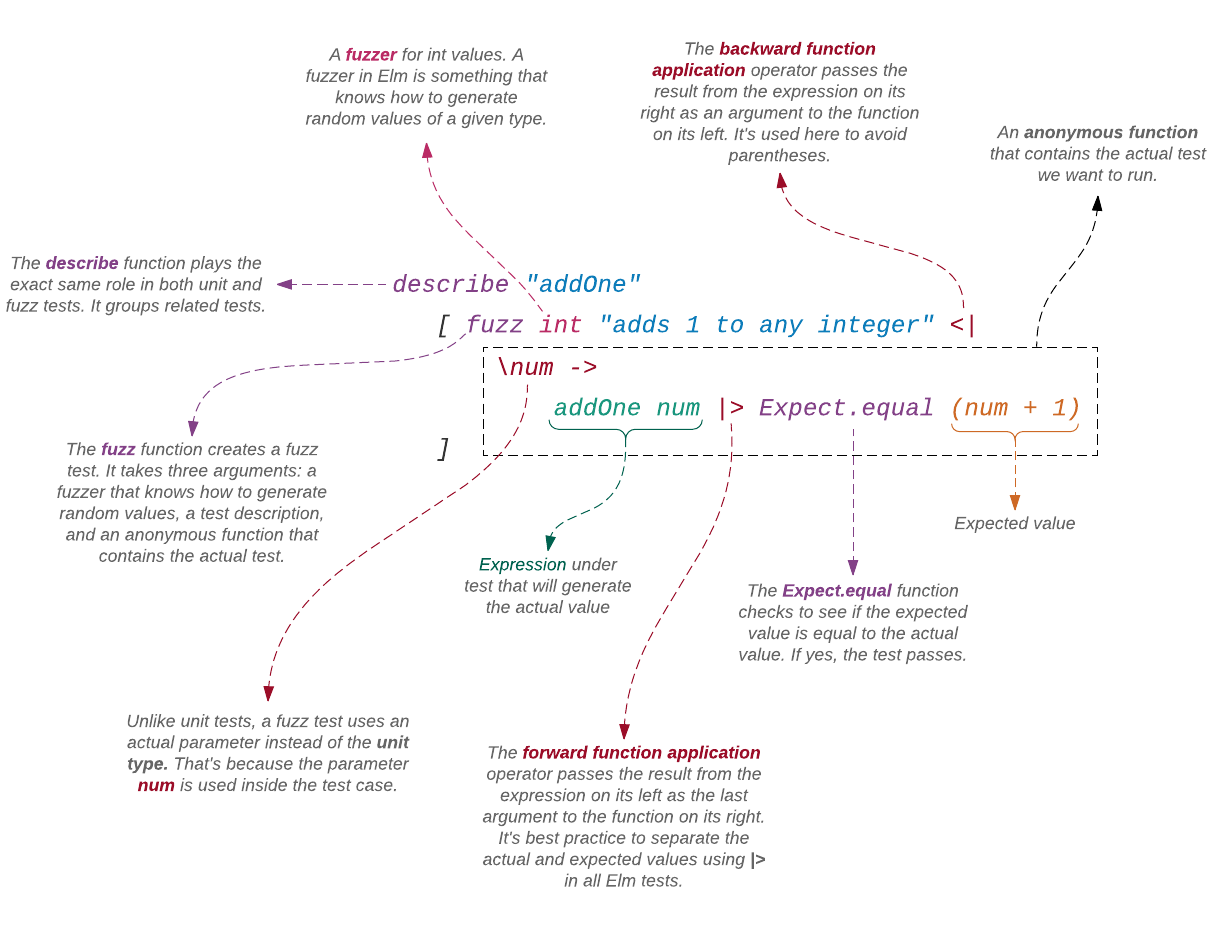 A fuzzer for int values. A
fuzzer in Elm is something that
knows how to generate
random values of a given type.
The backward function
application operator passes the
result from the expression on its
right as an argument to the function
on its left. It's used here to avoid
parentheses.
An anonymous function
that contains the actual test
we want to run.
The describe function plays the
exact same role in both unit and
fuzz tests. It groups related tests.
describe "addOne"
[ fuzz int "adds 1 to any integer" <|
\num ->
addOne num |> Expect.equal (num + 1)
]
The fuzz function creates a fuzz
test. It takes three arguments: a
fuzzer that knows how to generate
random values, a test description,
and an anonymous function that
contains the actual test.
Expression under
test that will generate
the actual value
Expected value
The Expect.equal function
checks to see if the expected
value is equal to the actual
value. If yes, the test passes.
Unlike unit tests, a fuzz test uses an
actual parameter instead of the unit
type. That's because the parameter
num is used inside the test case.
The forward function application
operator passes the result from the
expression on its left as the last
argument to the function on its right.
It's best practice to separate the
actual and expected values using |>
in all Elm tests.